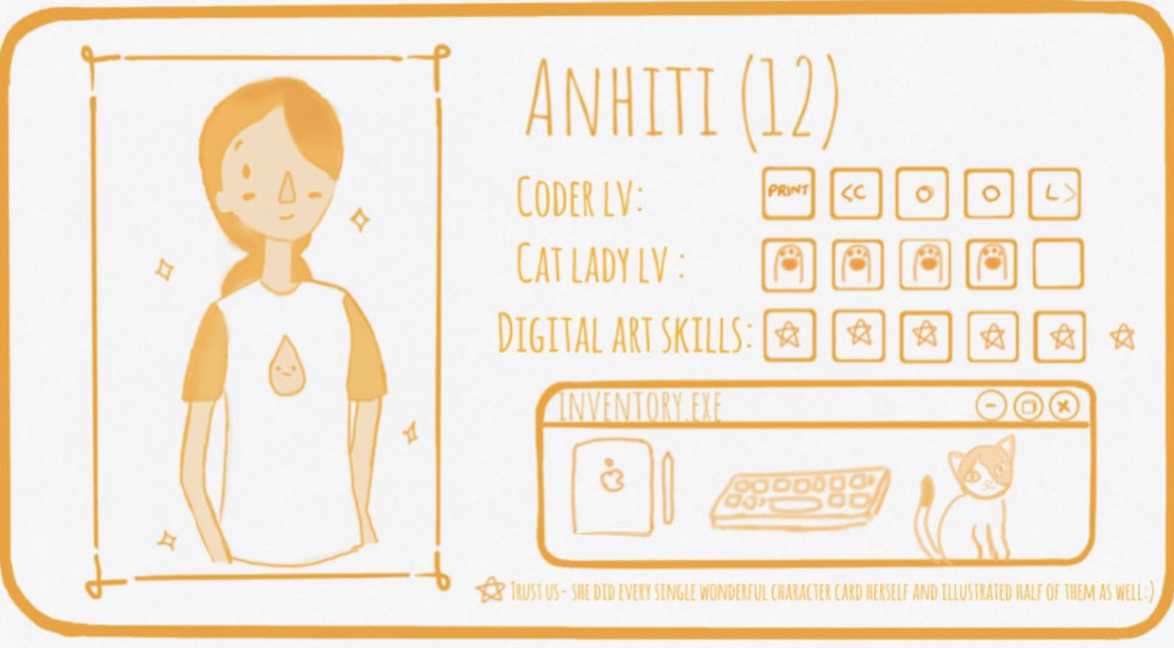 ANHITI (12)
CODER LV: PRINT <<C O O L>
CAT LADY LV :
DIGITAL ART SKILLS:
INVENTORY.EXE
TRUST US- SHE DID EVERY SINGLE WONDERFUL CHARACTER CARD HERSELF AND ILLUSTRATED HALF OF THEM AS WELL:)